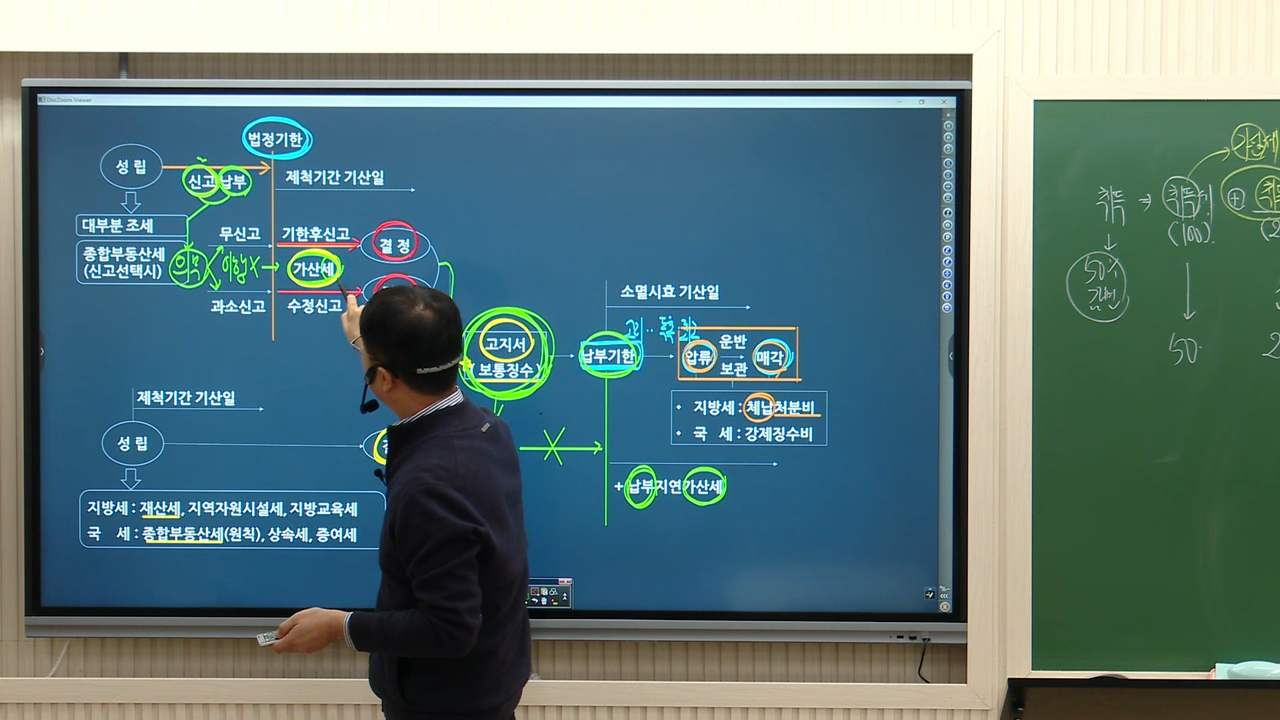 DocZoom Viewer
법정기한
성 립
신고납부
제척기간 기산일
대부분 조세
종합부동산세
(신고선택시)
의무
이행 X
무신고
기한후신고
결 정
가산세
과소신고
수정신고
고지서
( 보통징수 )
소멸시효 기산일
납부기한
압류
운반
보관
매각
• 지방세 : 체납처분비
• 국 세 : 강제징수비
+ 납부지연가산세
제척기간 기산일
성 립
지방세 : 재산세, 지역자원시설세, 지방교육세
국 세 : 종합부동산세(원칙), 상속세, 증여세
취득
(100)
50%
50